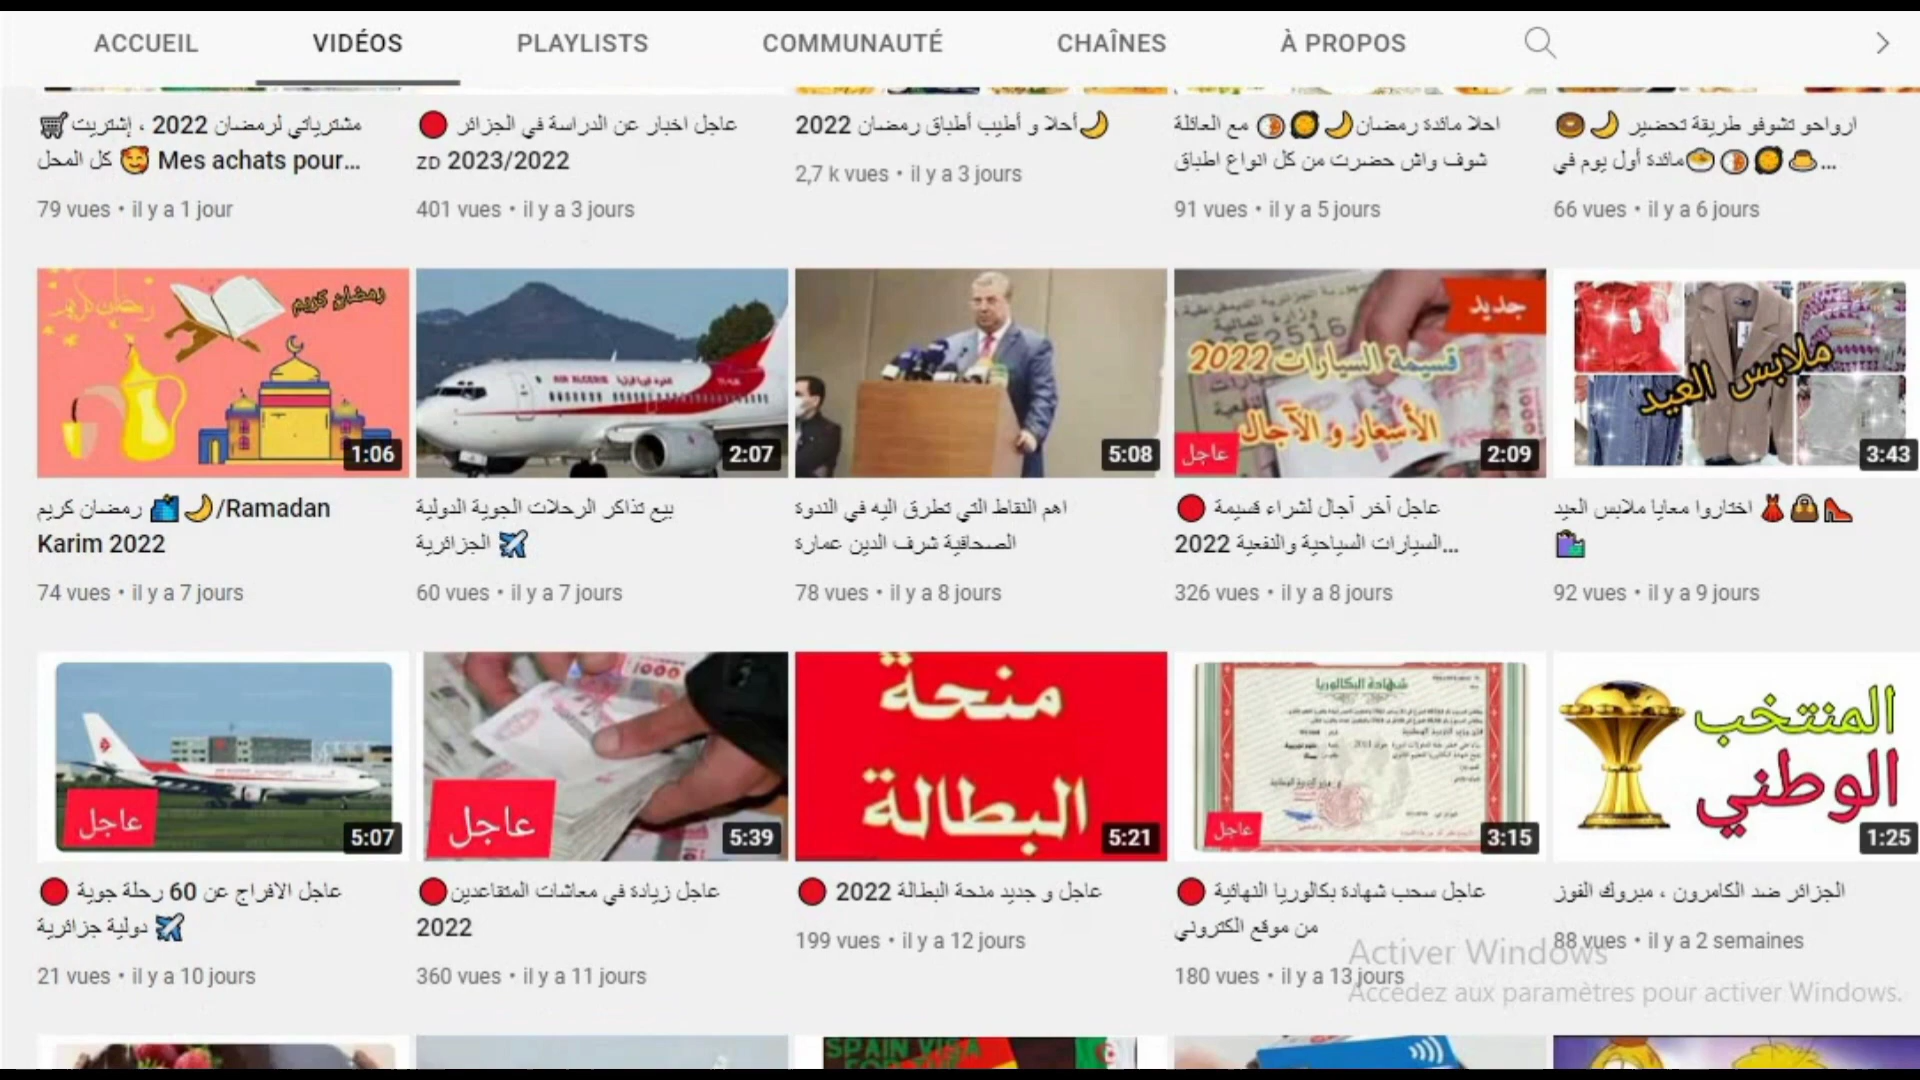 ACCUEIL VIDÉOS PLAYLISTS COMMUNAUTÉ CHAÎNES À PROPOS
مشترياتي لرمضان 2022 ، إشتريت
كل المحل 🥰 Mes achats pour...
79 vues • il y a 1 jour
🔴 عاجل اخبار عن الدراسة في الجزائر
ZD 2023/2022
401 vues • il y a 3 jours
🌙أحلا و أطيب أطباق رمضان 2022
2,7 k vues • il y a 3 jours
احلا مائدة رمضان🌙🥘🍛 مع العائلة
شوف واش حضرت من كل انواع اطباق
91 vues • il y a 5 jours
ارواحو تشوفو طريقة تحضير 🌙🍩
مائدة أول يوم في...
66 vues • il y a 6 jours
رمضان كريم
رمضان كريم
1:06
رمضان كريم 🌙/Ramadan
Karim 2022
74 vues • il y a 7 jours
AIR ALGERIE
2:07
بيع تذاكر الرحلات الجوية الدولية
الجزائرية ✈️
60 vues • il y a 7 jours
5:08
اهم النقاط التي تطرق اليه في الندوة
الصحافية شرف الدين عمارة
78 vues • il y a 8 jours
جديد
وزارة المالية
52516
قسيمة السيارات 2022
الأسعار و الآجال
عاجل
2:09
🔴 عاجل آخر آجال لشراء قسيمة
السيارات السياحية والنفعية 2022...
326 vues • il y a 8 jours
ملابس العيد
3:43
اختاروا معايا ملابس العيد 👗👜👠
🛍️
92 vues • il y a 9 jours
عاجل
5:07
🔴 عاجل الافراج عن 60 رحلة جوية
دولية جزائرية ✈️
21 vues • il y a 10 jours
1000
عاجل
5:39
🔴عاجل زيادة في معاشات المتقاعدين
2022
360 vues • il y a 11 jours
منحة
البطالة
5:21
🔴 عاجل و جديد منحة البطالة 2022
199 vues • il y a 12 jours
شهادة البكالوريا
عاجل
3:15
🔴 عاجل سحب شهادة بكالوريا النهائية
من موقع الكتروني
180 vues • il y a 13 jours
المنتخب
الوطني
1:25
الجزائر ضد الكامرون ، مبروك الفوز
88 vues • il y a 2 semaines
Activer Windows
Accédez aux paramètres pour activer Windows.
SPAIN VISA